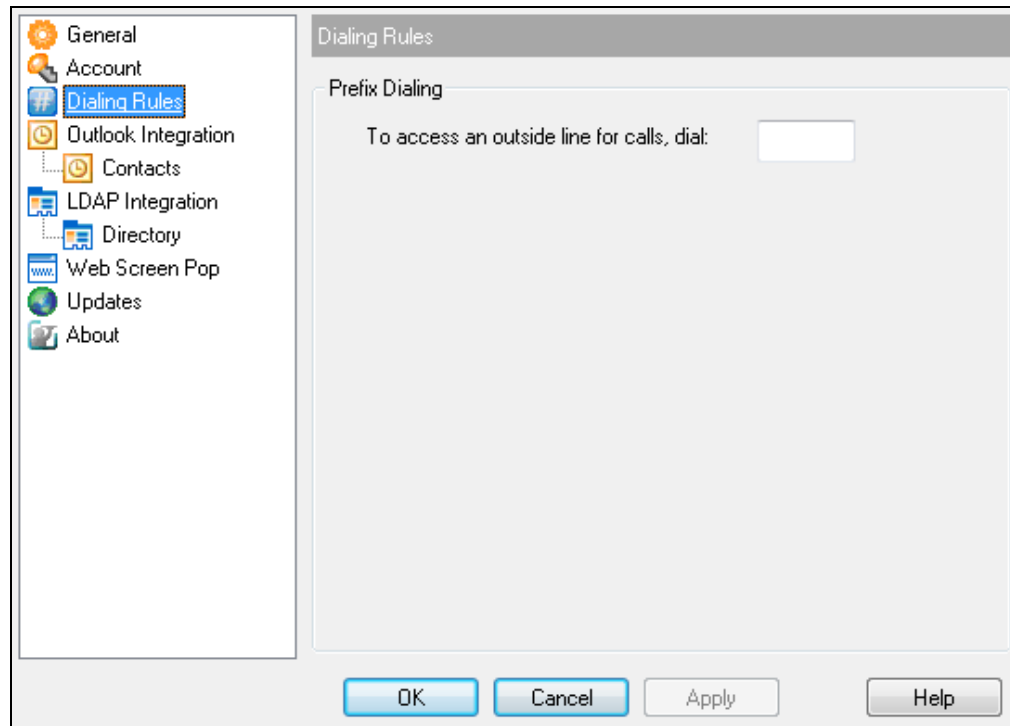 General
Account
Dialing Rules
Outlook Integration
Contacts
LDAP Integration
Directory
www.
Web Screen Pop
Updates
About
Dialing Rules
Prefix Dialing
To access an outside line for calls, dial:
OK
Cancel
Apply
Help